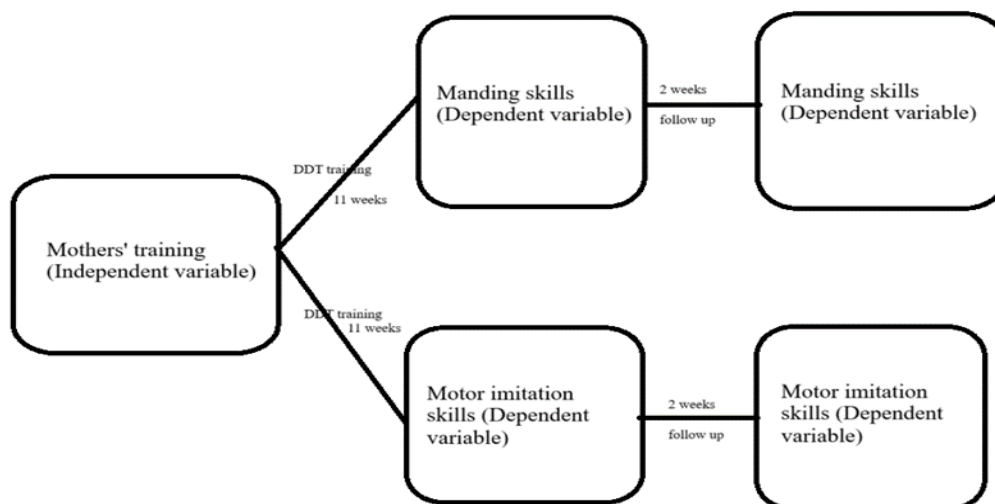 Manding skills
(Dependent variable)
2 weeks
follow up
Manding skills
(Dependent variable)
DDT training
11 weeks
Mothers' training
(Independent variable)
DDT training
11 weeks
Motor imitation
skills (Dependent
variable)
2 weeks
follow up
Motor imitation
skills (Dependent
variable)